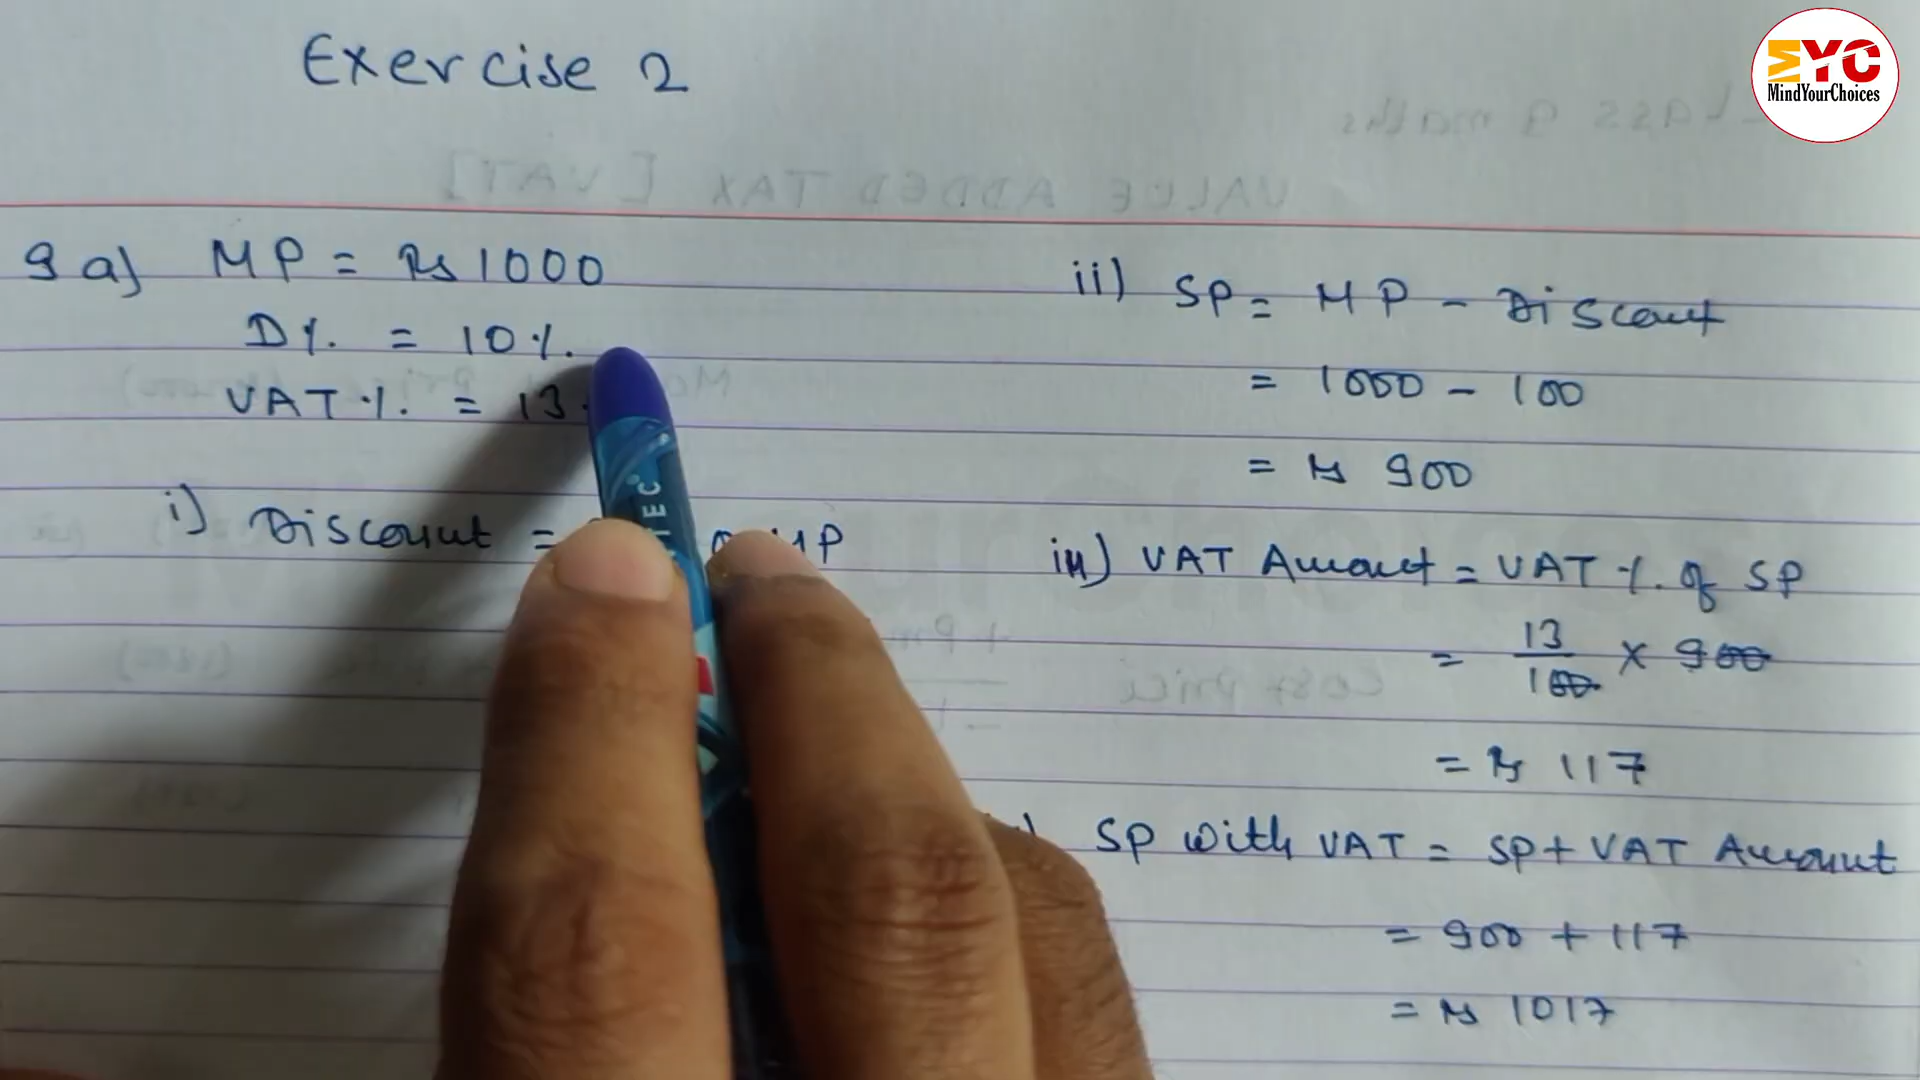 Exercise 2
MYC
MindYourChoices
9 a) MP = Rs 1000
D%. = 10%.
VAT%. = 13
i) Discount = MP
ii) SP = MP - Discount
= 1000 - 100
= Rs 900
iii) VAT Amount = VAT %. of SP
= 13/100 × 900
= Rs 117
SP with VAT = SP + VAT Amount
= 900 + 117
= Rs 1017